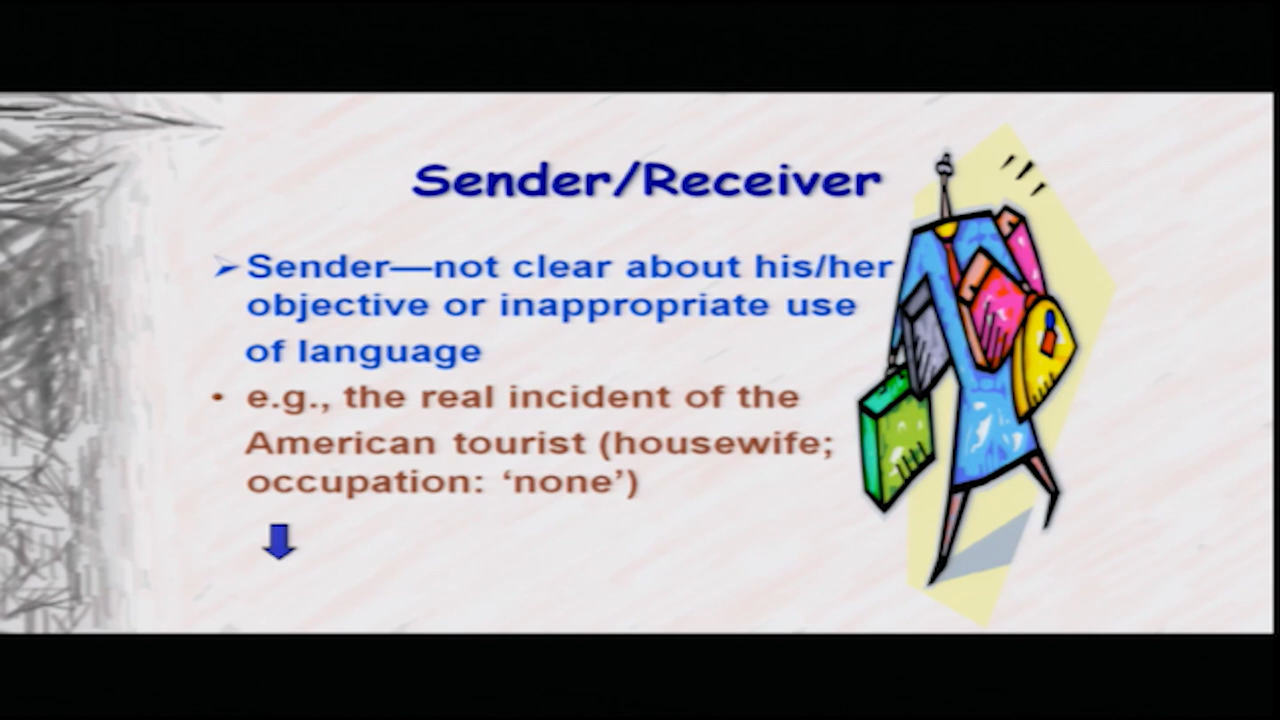 Sender/Receiver
➢Sender—not clear about his/her
objective or inappropriate use
of language
• e.g., the real incident of the
American tourist (housewife;
occupation: ‘none’)